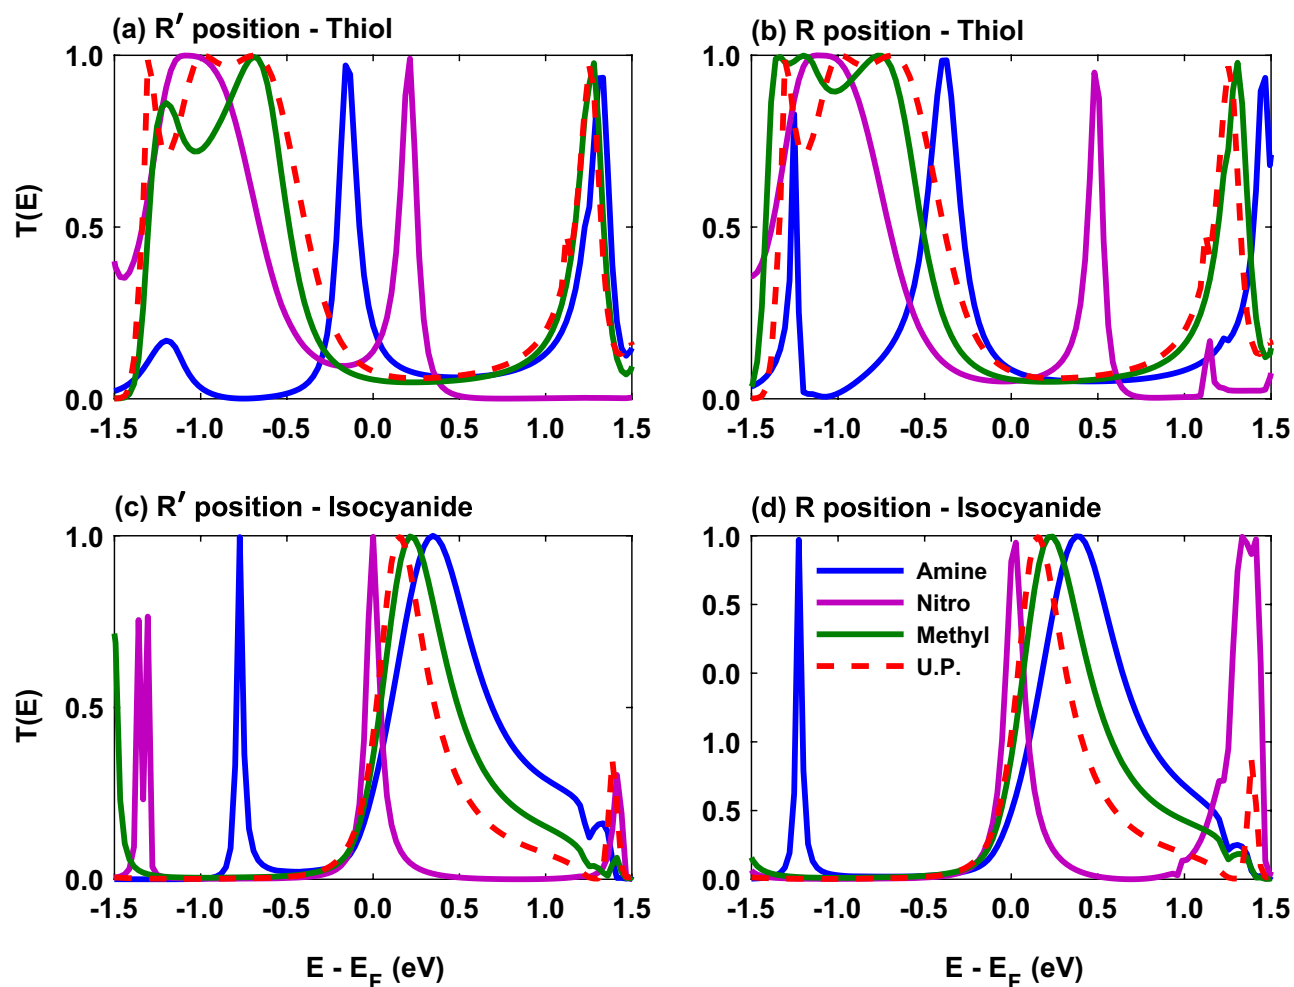 (a) R′ position - Thiol
(b) R position - Thiol
1.0
0.5
0.0
T(E)
-1.5 -1.0 -0.5 0.0 0.5 1.0 1.5
1.0
0.5
0.0
-1.5 -1.0 -0.5 0.0 0.5 1.0 1.5
(c) R′ position - Isocyanide
(d) R position - Isocyanide
1.0
0.5
0.0
T(E)
-1.5 -1.0 -0.5 0.0 0.5 1.0 1.5
E - E_F (eV)
1.0
0.5
0.0
1.0
0.5
0.0
Amine
Nitro
Methyl
U.P.
-1.5 -1.0 -0.5 0.0 0.5 1.0 1.5
E - E_F (eV)